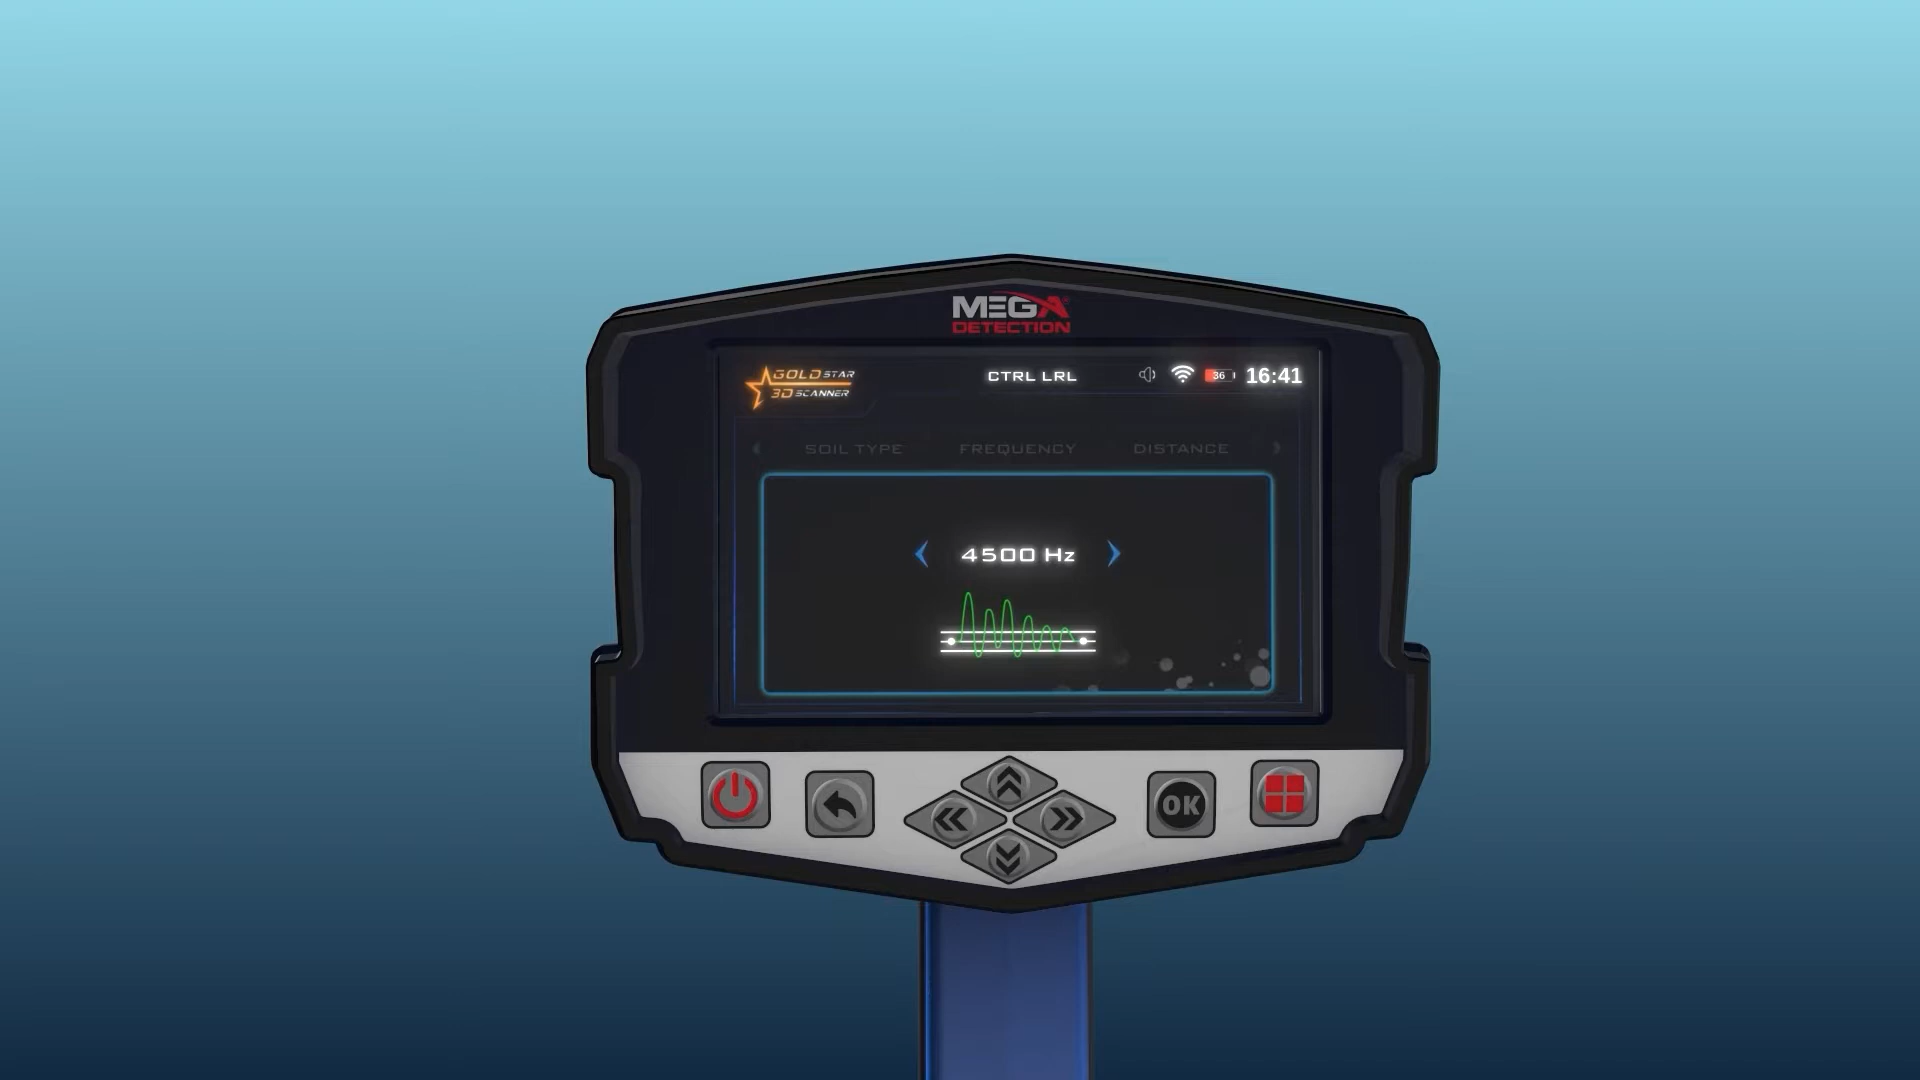 MEGA
DETECTION
GOLD STAR
3D SCANNER
CTRL LRL
36
16:41
SOIL TYPE
FREQUENCY
DISTANCE
4500 Hz
OK